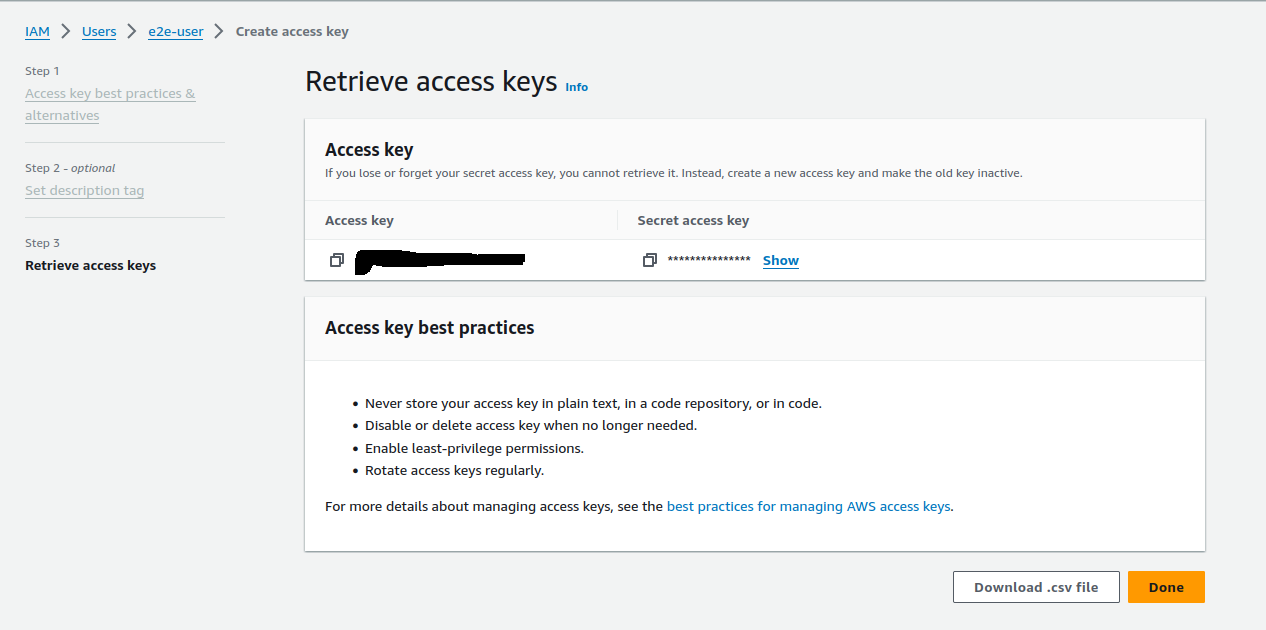 IAM > Users > e2e-user > Create access key
Step 1
Access key best practices &
alternatives
Step 2 - optional
Set description tag
Step 3
Retrieve access keys
Retrieve access keys Info
Access key
If you lose or forget your secret access key, you cannot retrieve it. Instead, create a new access key and make the old key inactive.
Access key Secret access key
*************** Show
Access key best practices
• Never store your access key in plain text, in a code repository, or in code.
• Disable or delete access key when no longer needed.
• Enable least-privilege permissions.
• Rotate access keys regularly.
For more details about managing access keys, see the best practices for managing AWS access keys.
Download .csv file Done